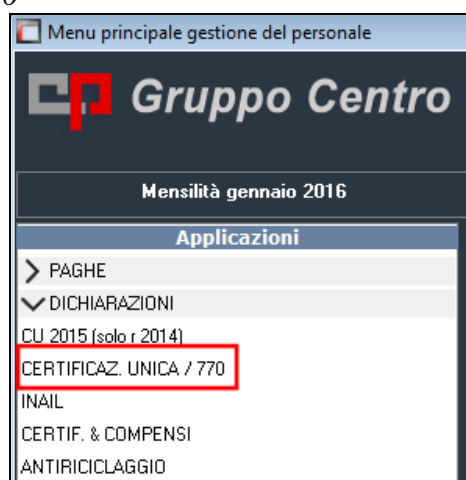 Menu principale gestione del personale
Gruppo Centro
Mensilità gennaio 2016
Applicazioni
PAGHE
DICHIARAZIONI
CU 2015 (solo r 2014)
CERTIFICAZ. UNICA / 770
INAIL
CERTIF. & COMPENSI
ANTIRICICLAGGIO